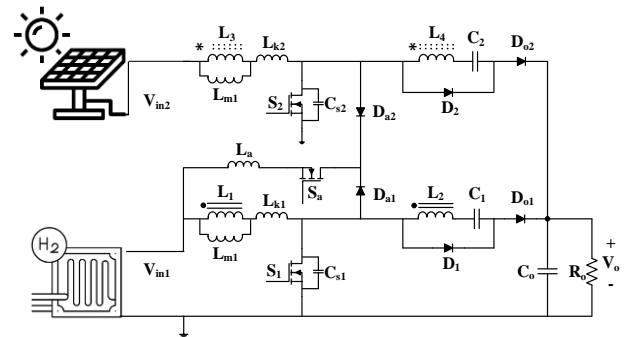 L3
L4
C2
Do2
* Lk2
*
Lm1
S2
Cs2
D2
Vin2
Da2
La
Sa
Da1
L1
L2
C1
Do1
Lk1
H2
Lm1
Vin1
S1
Cs1
D1
Co
Ro
+
Vo
-